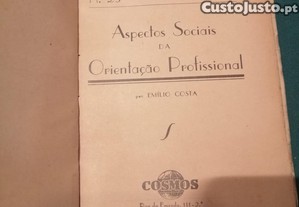 CustoJusto.pt
Aspectos Sociais
DA
Orientação Profissional
por EMÍLIO COSTA
COSMOS